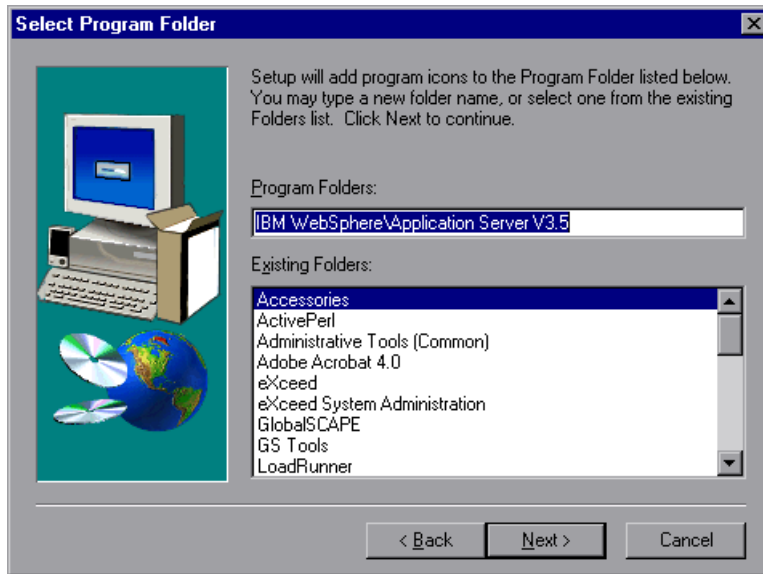 Select Program Folder
Setup will add program icons to the Program Folder listed below.
You may type a new folder name, or select one from the existing
Folders list.  Click Next to continue.
Program Folders:
IBM WebSphere\Application Server V3.5
Existing Folders:
Accessories
ActivePerl
Administrative Tools (Common)
Adobe Acrobat 4.0
eXceed
eXceed System Administration
GlobalSCAPE
GS Tools
LoadRunner
< Back
Next >
Cancel